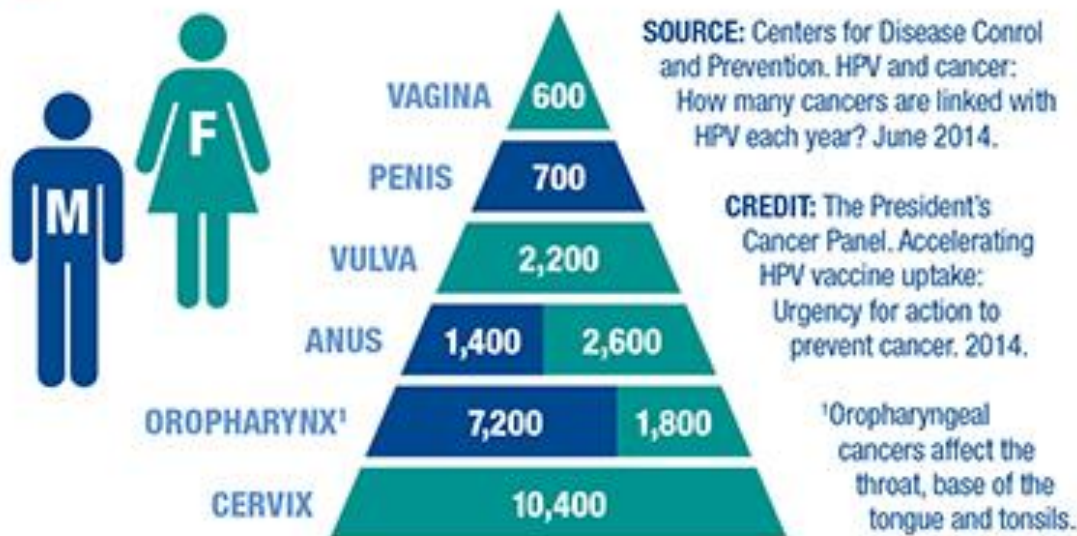 M
F
VAGINA 600
PENIS 700
VULVA 2,200
ANUS 1,400 2,600
OROPHARYNX¹ 7,200 1,800
CERVIX 10,400
SOURCE: Centers for Disease Conrol
and Prevention. HPV and cancer:
How many cancers are linked with
HPV each year? June 2014.
CREDIT: The President's
Cancer Panel. Accelerating
HPV vaccine uptake:
Urgency for action to
prevent cancer. 2014.
¹Oropharyngeal
cancers affect the
throat, base of the
tongue and tonsils.